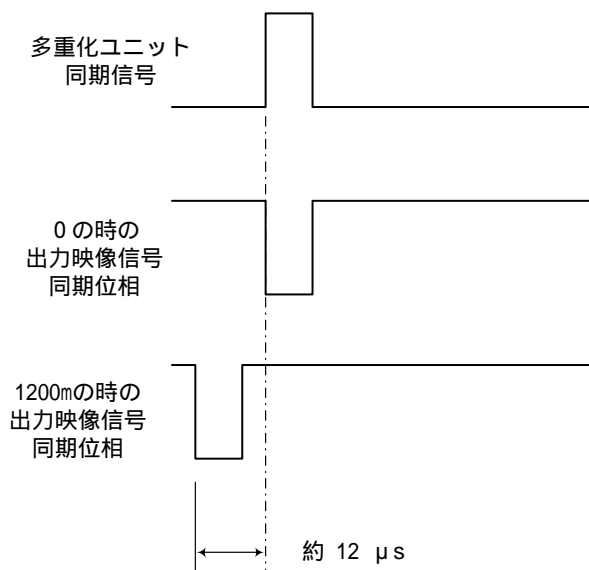 多重化ユニット
同期信号
0の時の
出力映像信号
同期位相
1200mの時の
出力映像信号
同期位相
約 12 μs